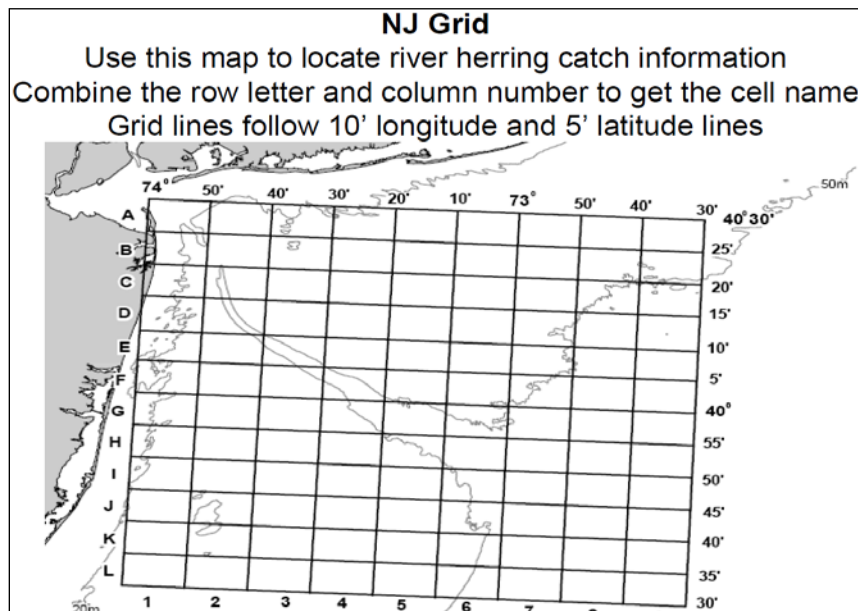 NJ Grid
Use this map to locate river herring catch information
Combine the row letter and column number to get the cell name
Grid lines follow 10' longitude and 5' latitude lines
50m
74° 50' 40' 30' 20' 10' 73° 50' 40' 30'
40° 30'
A
25'
B
20'
C
15'
D
10'
E
5'
F
40°
G
55'
H
50'
I
45'
J
40'
K
35'
L
30'
20m
1 2 3 4 5 6 7